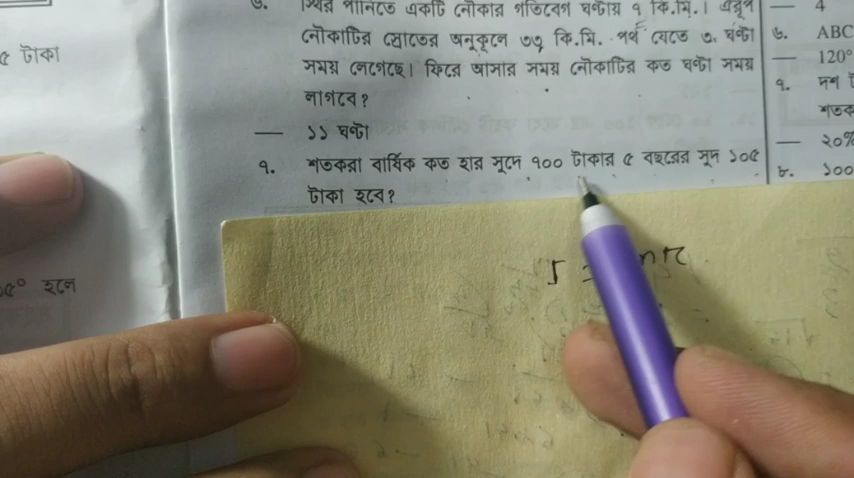 ৬. স্থির পানিতে একটি নৌকার গতিবেগ ঘণ্টায় ৭ কি.মি.। এরূপ
নৌকাটির স্রোতের অনুকূলে ৩৩ কি.মি. পথ যেতে ৩ ঘণ্টা
সময় লেগেছে। ফিরে আসার সময় নৌকাটির কত ঘণ্টা সময়
লাগবে?
— ১১ ঘণ্টা
৭. শতকরা বার্ষিক কত হার সুদে ৭০০ টাকার ৫ বছরের সুদ ১০৫
টাকা হবে?
৫ টাকা
হলে
— 4
৬. ABC
— 120°
৭. দশ
শতক
— ২০%
৮. ১০০
I =